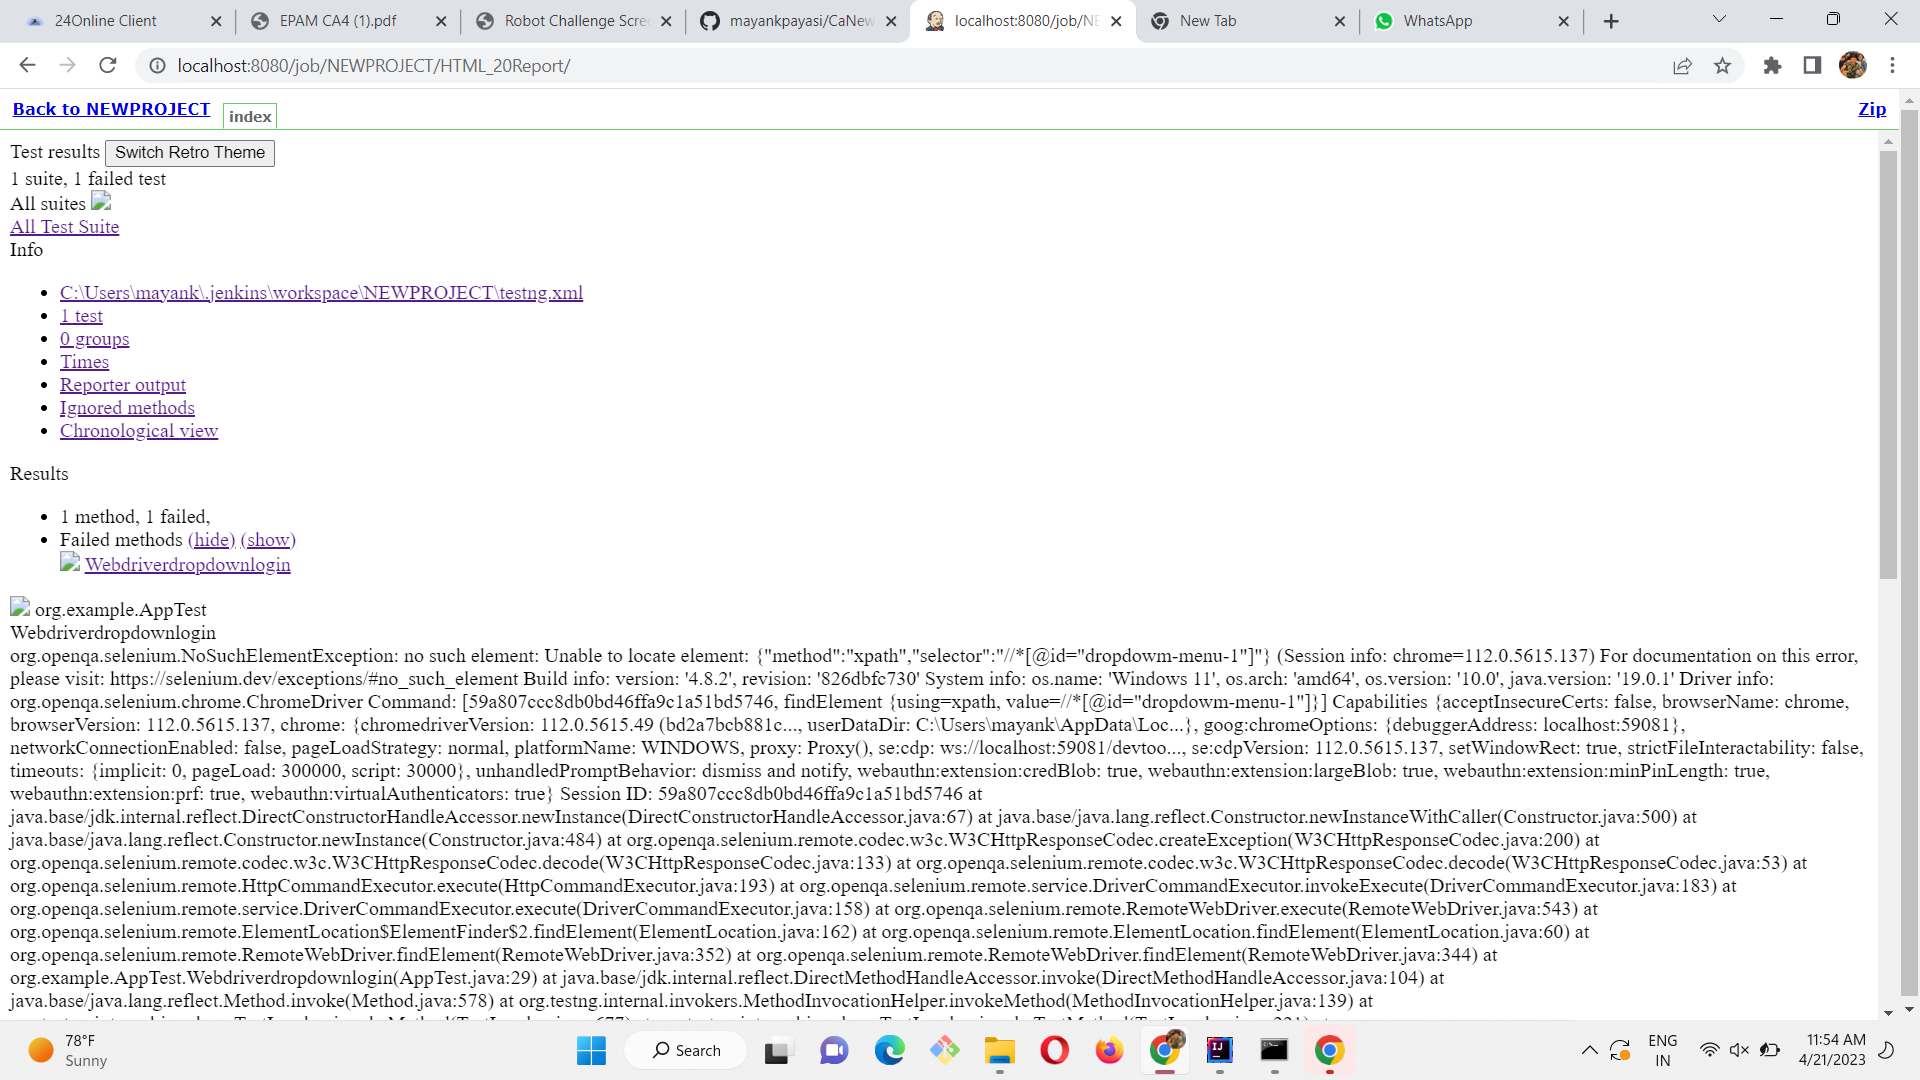 24Online Client
EPAM CA4 (1).pdf
Robot Challenge Scre
mayankpayasi/CaNew
localhost:8080/job/NE
New Tab
WhatsApp
localhost:8080/job/NEWPROJECT/HTML_20Report/
Back to NEWPROJECT
index
Zip
Test results Switch Retro Theme
1 suite, 1 failed test
All suites
All Test Suite
Info
C:\Users\mayank\.jenkins\workspace\NEWPROJECT\testng.xml
1 test
0 groups
Times
Reporter output
Ignored methods
Chronological view
Results
1 method, 1 failed,
Failed methods (hide) (show)
Webdriverdropdownlogin
org.example.AppTest
Webdriverdropdownlogin
org.openqa.selenium.NoSuchElementException: no such element: Unable to locate element: {"method":"xpath","selector":"//*[@id="dropdowm-menu-1"]"} (Session info: chrome=112.0.5615.137) For documentation on this error,
please visit: https://selenium.dev/exceptions/#no_such_element Build info: version: '4.8.2', revision: '826dbfc730' System info: os.name: 'Windows 11', os.arch: 'amd64', os.version: '10.0', java.version: '19.0.1' Driver info:
org.openqa.selenium.chrome.ChromeDriver Command: [59a807ccc8db0bd46ffa9c1a51bd5746, findElement {using=xpath, value=//*[@id="dropdowm-menu-1"]}] Capabilities {acceptInsecureCerts: false, browserName: chrome,
browserVersion: 112.0.5615.137, chrome: {chromedriverVersion: 112.0.5615.49 (bd2a7bcb881c..., userDataDir: C:\Users\mayank\AppData\Loc...}, goog:chromeOptions: {debuggerAddress: localhost:59081},
networkConnectionEnabled: false, pageLoadStrategy: normal, platformName: WINDOWS, proxy: Proxy(), se:cdp: ws://localhost:59081/devtoo..., se:cdpVersion: 112.0.5615.137, setWindowRect: true, strictFileInteractability: false,
timeouts: {implicit: 0, pageLoad: 300000, script: 30000}, unhandledPromptBehavior: dismiss and notify, webauthn:extension:credBlob: true, webauthn:extension:largeBlob: true, webauthn:extension:minPinLength: true,
webauthn:extension:prf: true, webauthn:virtualAuthenticators: true} Session ID: 59a807ccc8db0bd46ffa9c1a51bd5746 at
java.base/jdk.internal.reflect.DirectConstructorHandleAccessor.newInstance(DirectConstructorHandleAccessor.java:67) at java.base/java.lang.reflect.Constructor.newInstanceWithCaller(Constructor.java:500) at
java.base/java.lang.reflect.Constructor.newInstance(Constructor.java:484) at org.openqa.selenium.remote.codec.w3c.W3CHttpResponseCodec.createException(W3CHttpResponseCodec.java:200) at
org.openqa.selenium.remote.codec.w3c.W3CHttpResponseCodec.decode(W3CHttpResponseCodec.java:133) at org.openqa.selenium.remote.codec.w3c.W3CHttpResponseCodec.decode(W3CHttpResponseCodec.java:53) at
org.openqa.selenium.remote.HttpCommandExecutor.execute(HttpCommandExecutor.java:193) at org.openqa.selenium.remote.service.DriverCommandExecutor.invokeExecute(DriverCommandExecutor.java:183) at
org.openqa.selenium.remote.service.DriverCommandExecutor.execute(DriverCommandExecutor.java:158) at org.openqa.selenium.remote.RemoteWebDriver.execute(RemoteWebDriver.java:543) at
org.openqa.selenium.remote.ElementLocation$ElementFinder$2.findElement(ElementLocation.java:162) at org.openqa.selenium.remote.ElementLocation.findElement(ElementLocation.java:60) at
org.openqa.selenium.remote.RemoteWebDriver.findElement(RemoteWebDriver.java:352) at org.openqa.selenium.remote.RemoteWebDriver.findElement(RemoteWebDriver.java:344) at
org.example.AppTest.Webdriverdropdownlogin(AppTest.java:29) at java.base/jdk.internal.reflect.DirectMethodHandleAccessor.invoke(DirectMethodHandleAccessor.java:104) at
java.base/java.lang.reflect.Method.invoke(Method.java:578) at org.testng.internal.invokers.MethodInvocationHelper.invokeMethod(MethodInvocationHelper.java:139) at
78°F
Sunny
Search
ENG
IN
11:54 AM
4/21/2023